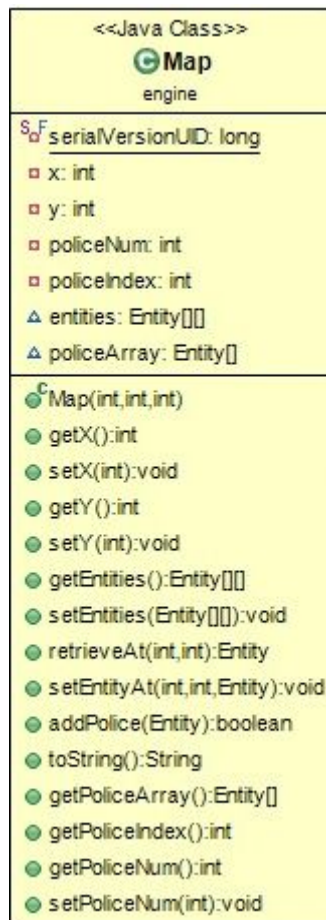 <<Java Class>>
C Map
engine
S F serialVersionUID: long
x: int
y: int
policeNum: int
policeIndex: int
entities: Entity[][]
policeArray: Entity[]
C Map(int,int,int)
getX():int
setX(int):void
getY():int
setY(int):void
getEntities():Entity[][]
setEntities(Entity[][]):void
retrieveAt(int,int):Entity
setEntityAt(int,int,Entity):void
addPolice(Entity):boolean
toString():String
getPoliceArray():Entity[]
getPoliceIndex():int
getPoliceNum():int
setPoliceNum(int):void